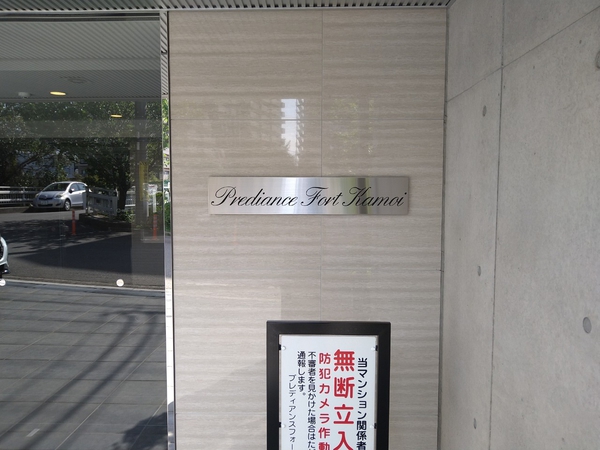 Prediance Fort Kamoi
当マンション関係者
無断立入
防犯カメラ作動
不審者を見かけた場合はた
通報します。
プレディアンスフォー